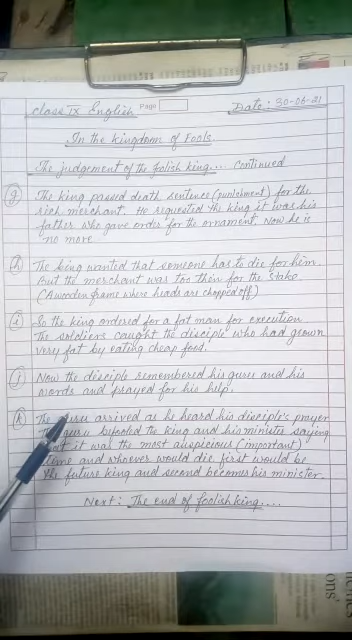 Class IX English Page Date: 30-06-21
In the kingdom of Fools
The judgement of the foolish king... continued
(g) The king passed death sentence (punishment) for the
rich merchant. He requested the king it was his
father who gave order for the ornament. Now he is
no more.
(h) The king wanted that someone has to die for him.
But the merchant was too thin for the stake
(A wooden frame where heads are chopped off)
(i) So the king ordered for a fat man for execution
The soldiers caught the disciple who had grown
very fat by eating cheap food.
(j) Now the disciple remembered his guru and his
words and prayed for his help.
(k) The guru arrived as he heard his disciple's prayer
guru befooled the king and his minister saying
it was the most auspicious (important)
time and whoever would die first would be
the future king and second becomes his minister.
Next: The end of foolish king....
ons'